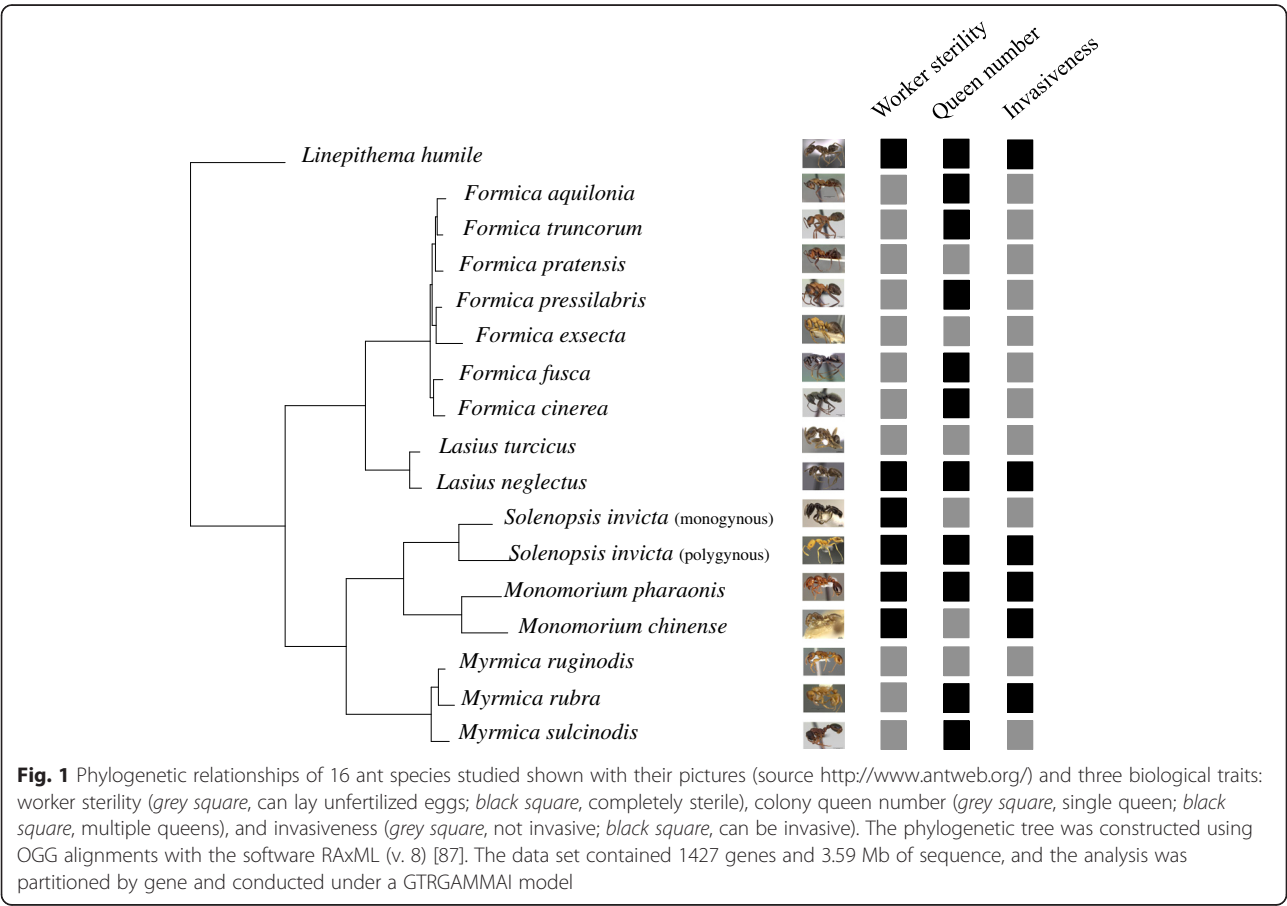 Worker sterility
Queen number
Invasiveness
Linepithema humile
Formica aquilonia
Formica truncorum
Formica pratensis
Formica pressilabris
Formica exsecta
Formica fusca
Formica cinerea
Lasius turcicus
Lasius neglectus
Solenopsis invicta (monogynous)
Solenopsis invicta (polygynous)
Monomorium pharaonis
Monomorium chinense
Myrmica ruginodis
Myrmica rubra
Myrmica sulcinodis
Fig. 1 Phylogenetic relationships of 16 ant species studied shown with their pictures (source http://www.antweb.org/) and three biological traits:
worker sterility (grey square, can lay unfertilized eggs; black square, completely sterile), colony queen number (grey square, single queen; black
square, multiple queens), and invasiveness (grey square, not invasive; black square, can be invasive). The phylogenetic tree was constructed using
OGG alignments with the software RAxML (v. 8) [87]. The data set contained 1427 genes and 3.59 Mb of sequence, and the analysis was
partitioned by gene and conducted under a GTRGAMMAI model